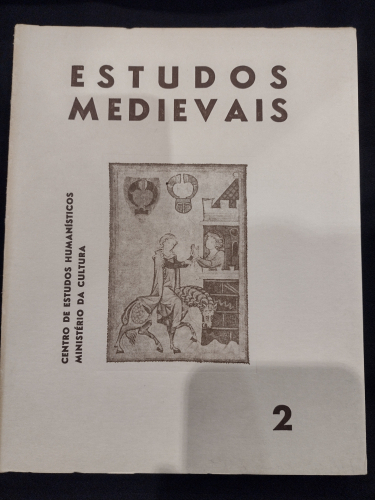 ESTUDOS
MEDIEVAIS
CENTRO DE ESTUDOS HUMANÍSTICOS
MINISTÉRIO DA CULTURA
2